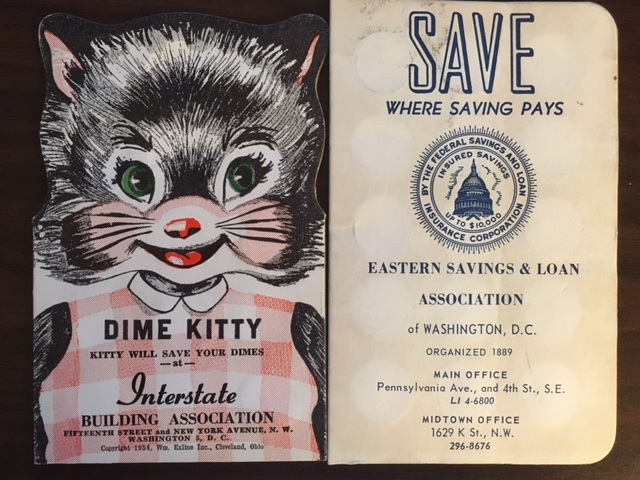 DIME KITTY
KITTY WILL SAVE YOUR DIMES
—at—
Interstate
BUILDING ASSOCIATION
FIFTEENTH STREET and NEW YORK AVENUE, N. W.
WASHINGTON 5, D. C.
Copyright 1954, Wm. Exline Inc., Cleveland, Ohio
SAVE
WHERE SAVING PAYS
BY THE FEDERAL SAVINGS AND LOAN
INSURANCE CORPORATION
INSURED SAVINGS
UP TO $10,000
EASTERN SAVINGS & LOAN
ASSOCIATION
of WASHINGTON, D.C.
ORGANIZED 1889
MAIN OFFICE
Pennsylvania Ave., and 4th St., S.E.
LI 4-6800
MIDTOWN OFFICE
1629 K St., N.W.
296-8676